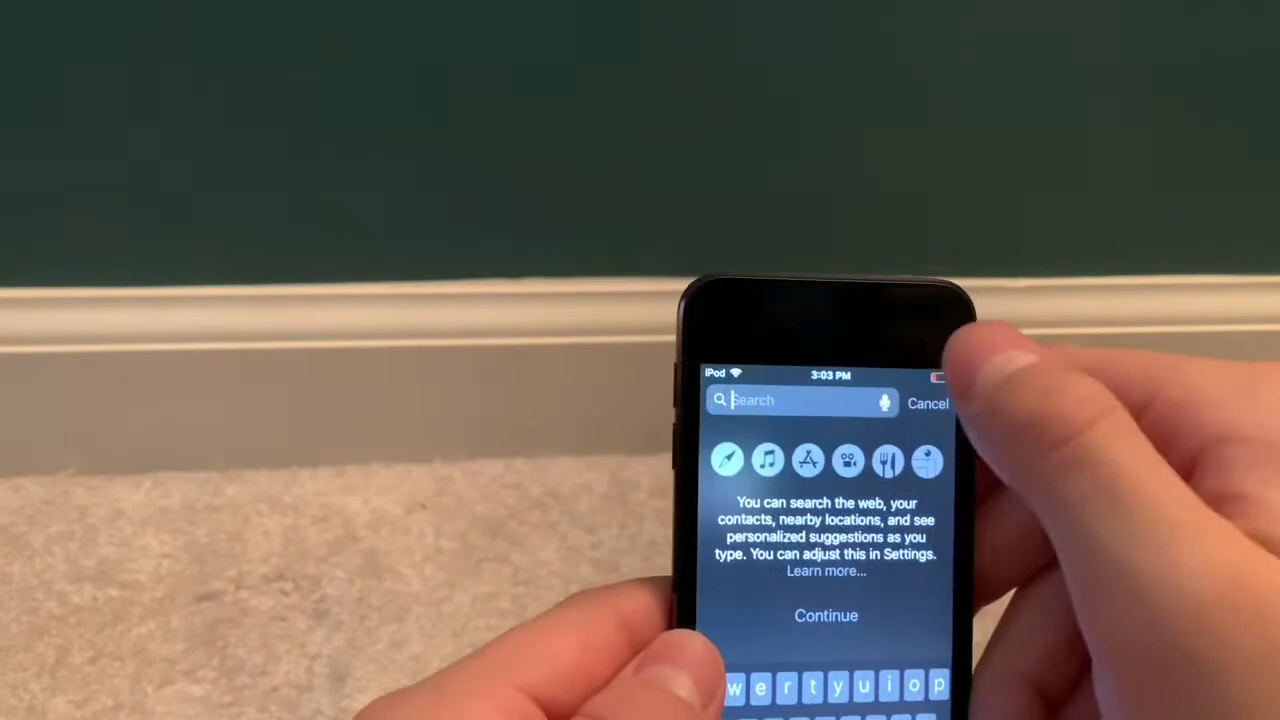 iPod 3:03 PM
Search Cancel
You can search the web, your
contacts, nearby locations, and see
personalized suggestions as you
type. You can adjust this in Settings.
Learn more...
Continue
w e r t y u i o p